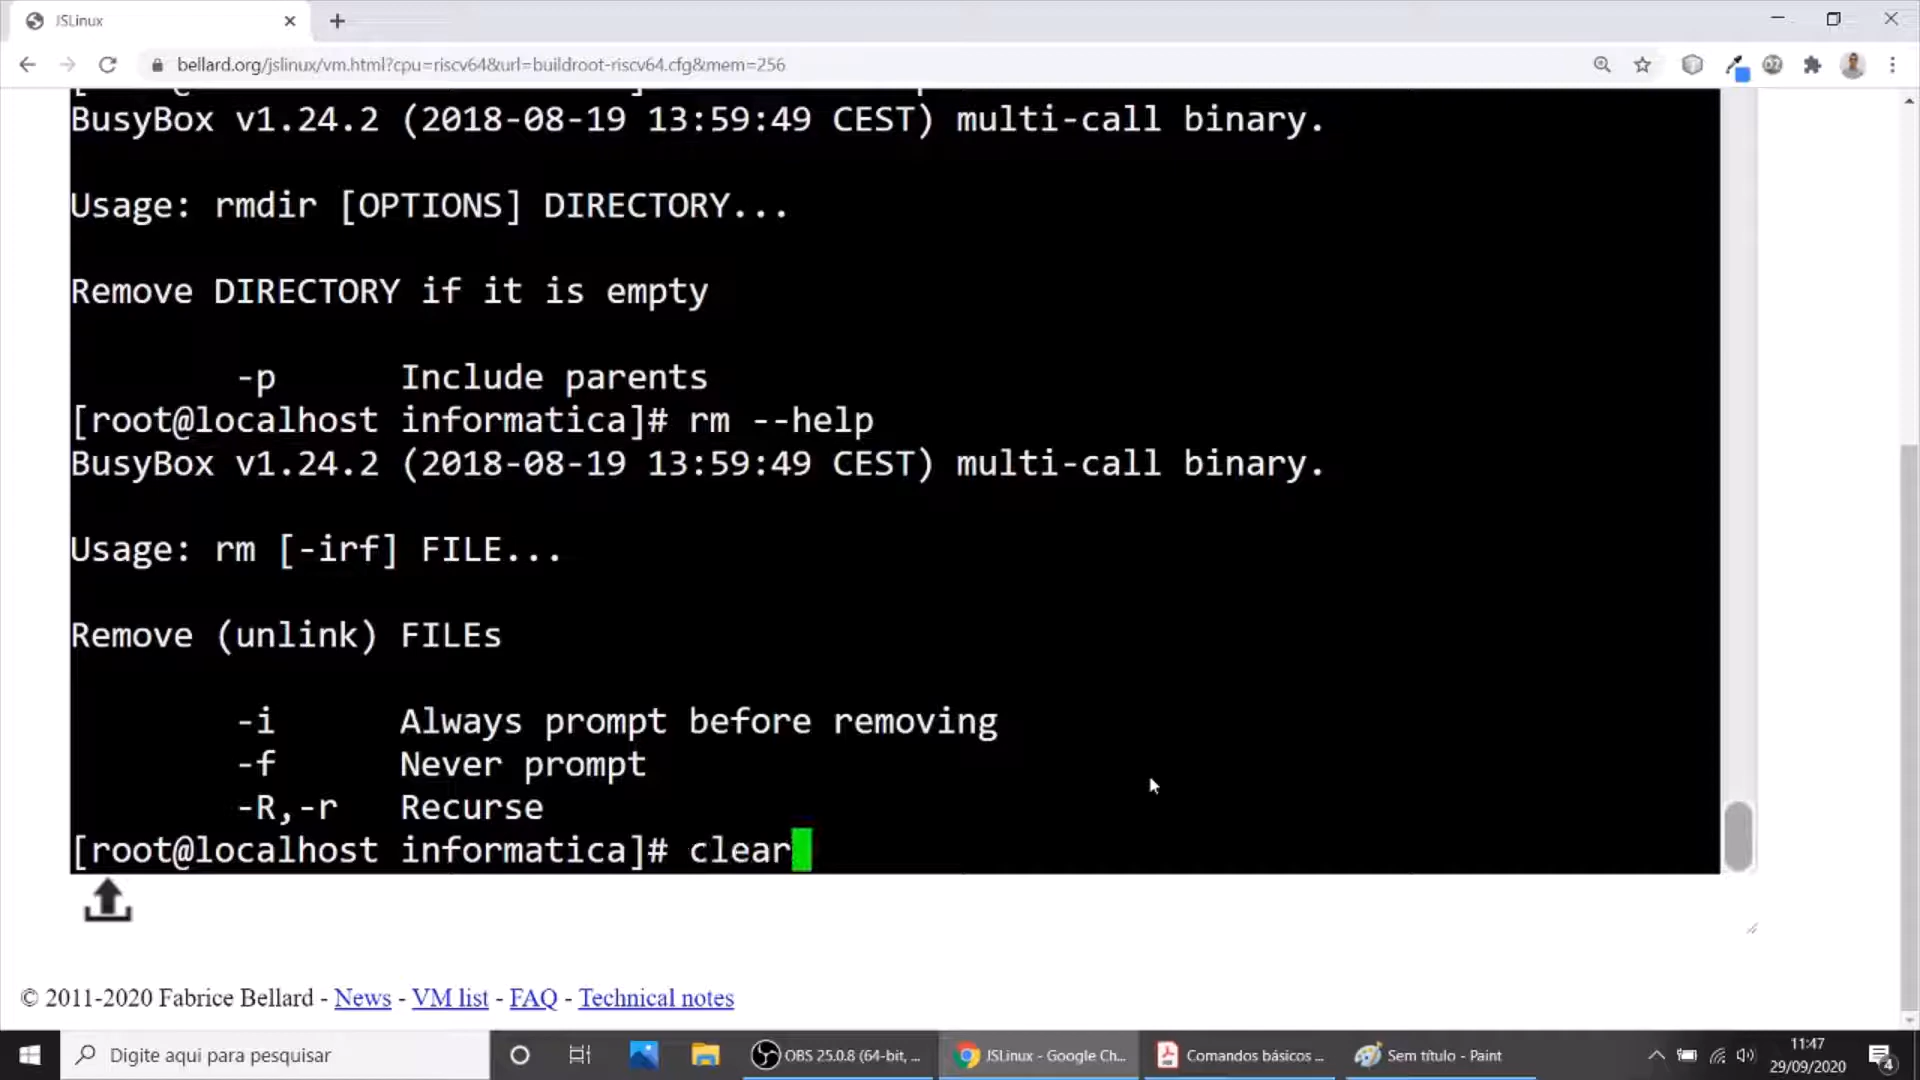 JSLinux
bellard.org/jslinux/vm.html?cpu=riscv64&url=buildroot-riscv64.cfg&mem=256
BusyBox v1.24.2 (2018-08-19 13:59:49 CEST) multi-call binary.
Usage: rmdir [OPTIONS] DIRECTORY...
Remove DIRECTORY if it is empty
-p Include parents
[root@localhost informatica]# rm --help
BusyBox v1.24.2 (2018-08-19 13:59:49 CEST) multi-call binary.
Usage: rm [-irf] FILE...
Remove (unlink) FILEs
-i Always prompt before removing
-f Never prompt
-R,-r Recurse
[root@localhost informatica]# clear
© 2011-2020 Fabrice Bellard - News - VM list - FAQ - Technical notes
Digite aqui para pesquisar
OBS 25.0.8 (64-bit, ...
JSLinux - Google Ch...
Comandos básicos ...
Sem título - Paint
11:47
29/09/2020
4